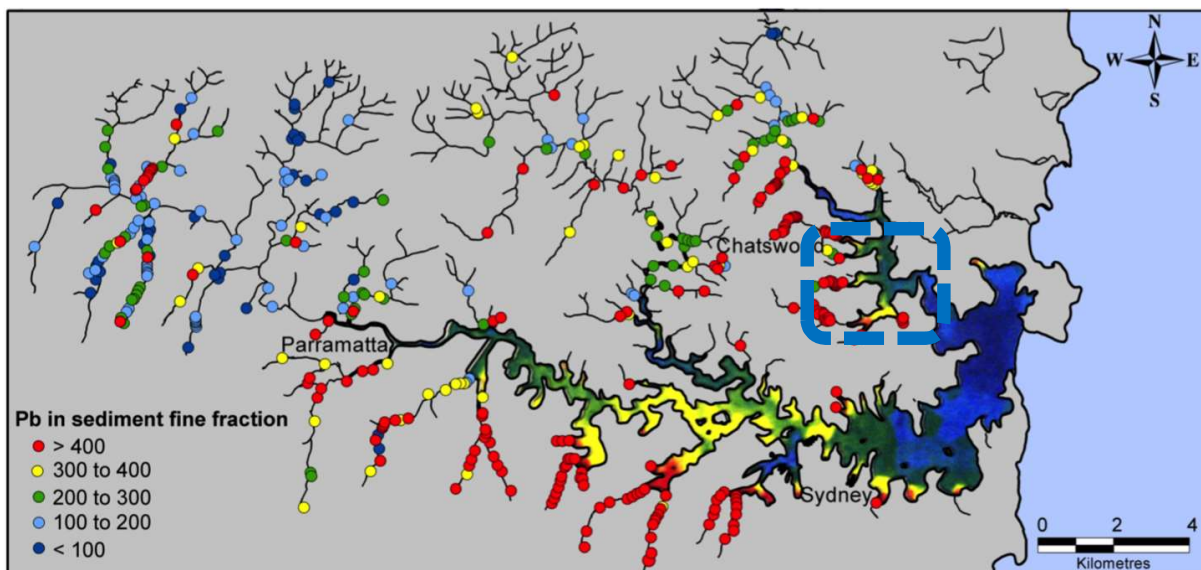 N
W E
S
Chatswood
Parramatta
Pb in sediment fine fraction
> 400
300 to 400
200 to 300
100 to 200
< 100
Sydney
0 2 4
Kilometres